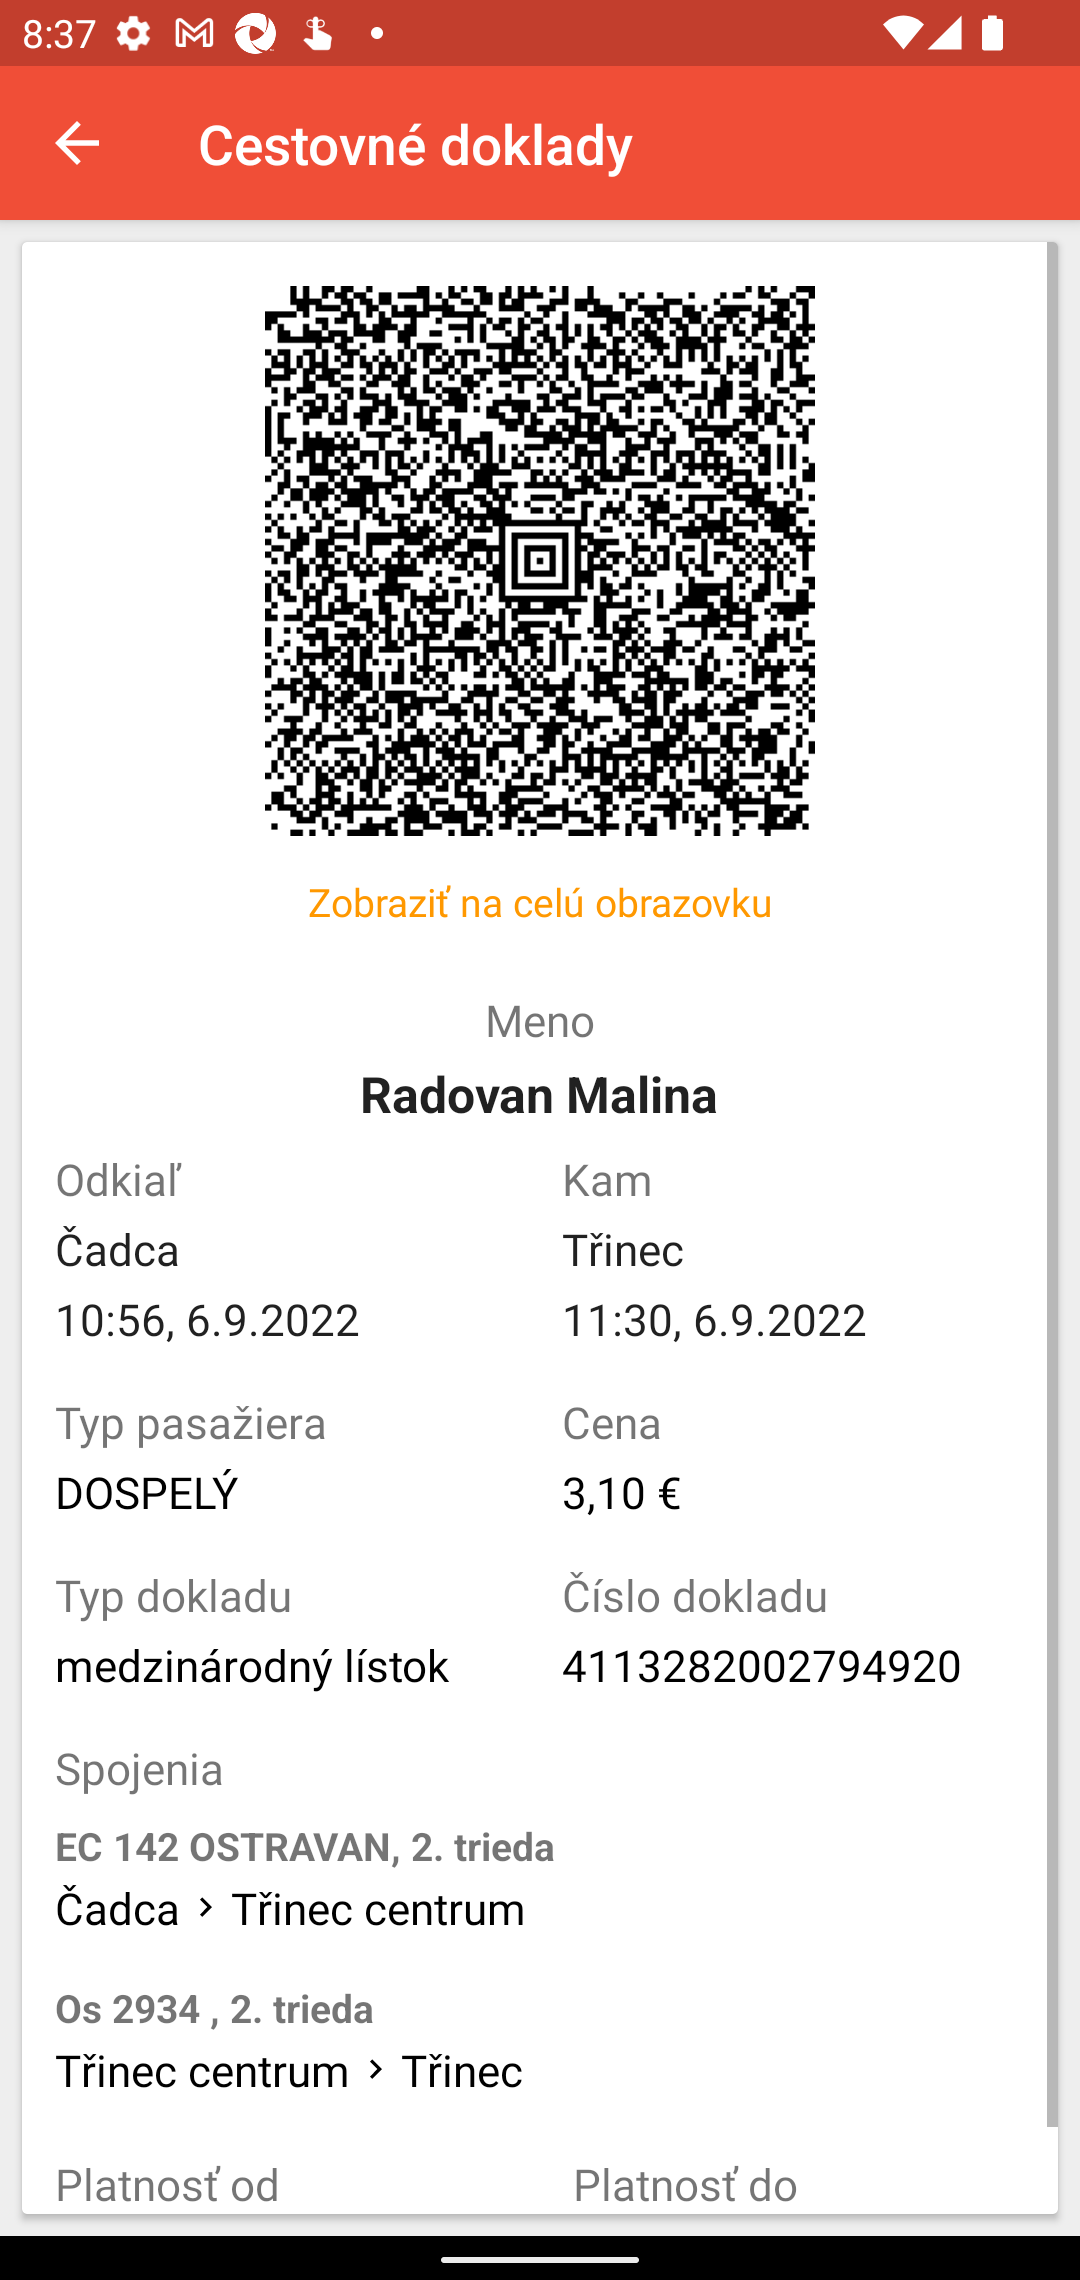 8:37
Cestovné doklady
Zobraziť na celú obrazovku
Meno
Radovan Malina
Odkiaľ Kam
Čadca Třinec
10:56, 6.9.2022 11:30, 6.9.2022
Typ pasažiera Cena
DOSPELÝ 3,10 €
Typ dokladu Číslo dokladu
medzinárodný lístok 4113282002794920
Spojenia
EC 142 OSTRAVAN, 2. trieda
Čadca > Třinec centrum
Os 2934 , 2. trieda
Třinec centrum > Třinec
Platnosť od Platnosť do